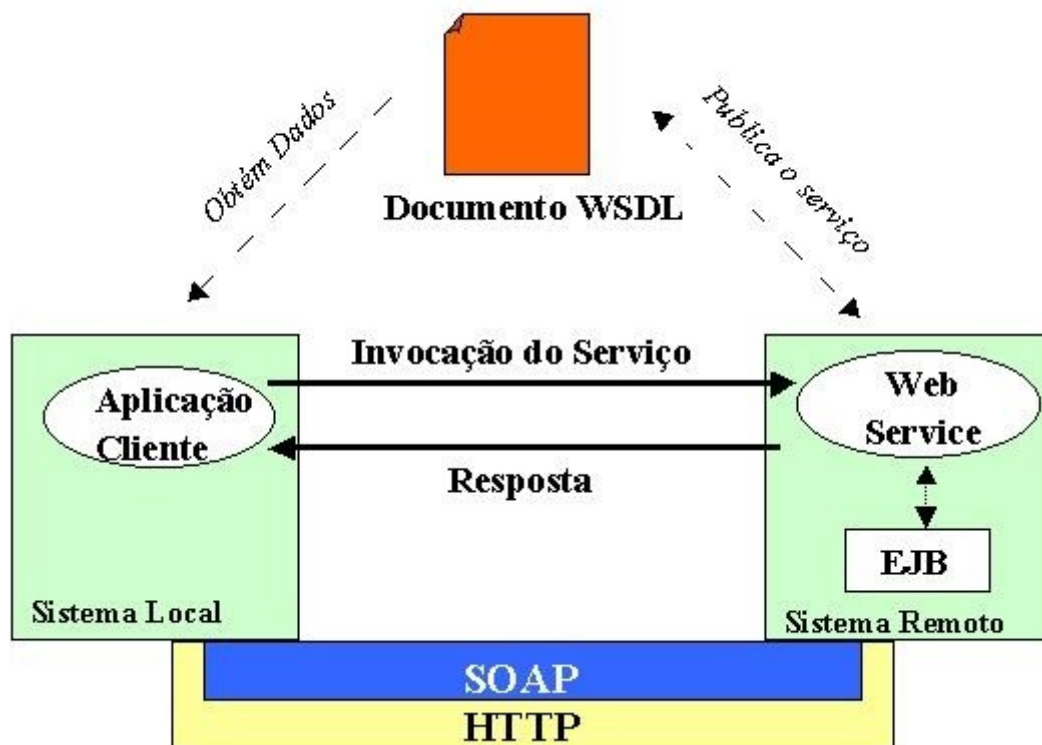 Obtém Dados
Publica o serviço
Documento WSDL
Invocação do Serviço
Aplicação
Cliente
Web
Service
Resposta
EJB
Sistema Local
Sistema Remoto
SOAP
HTTP